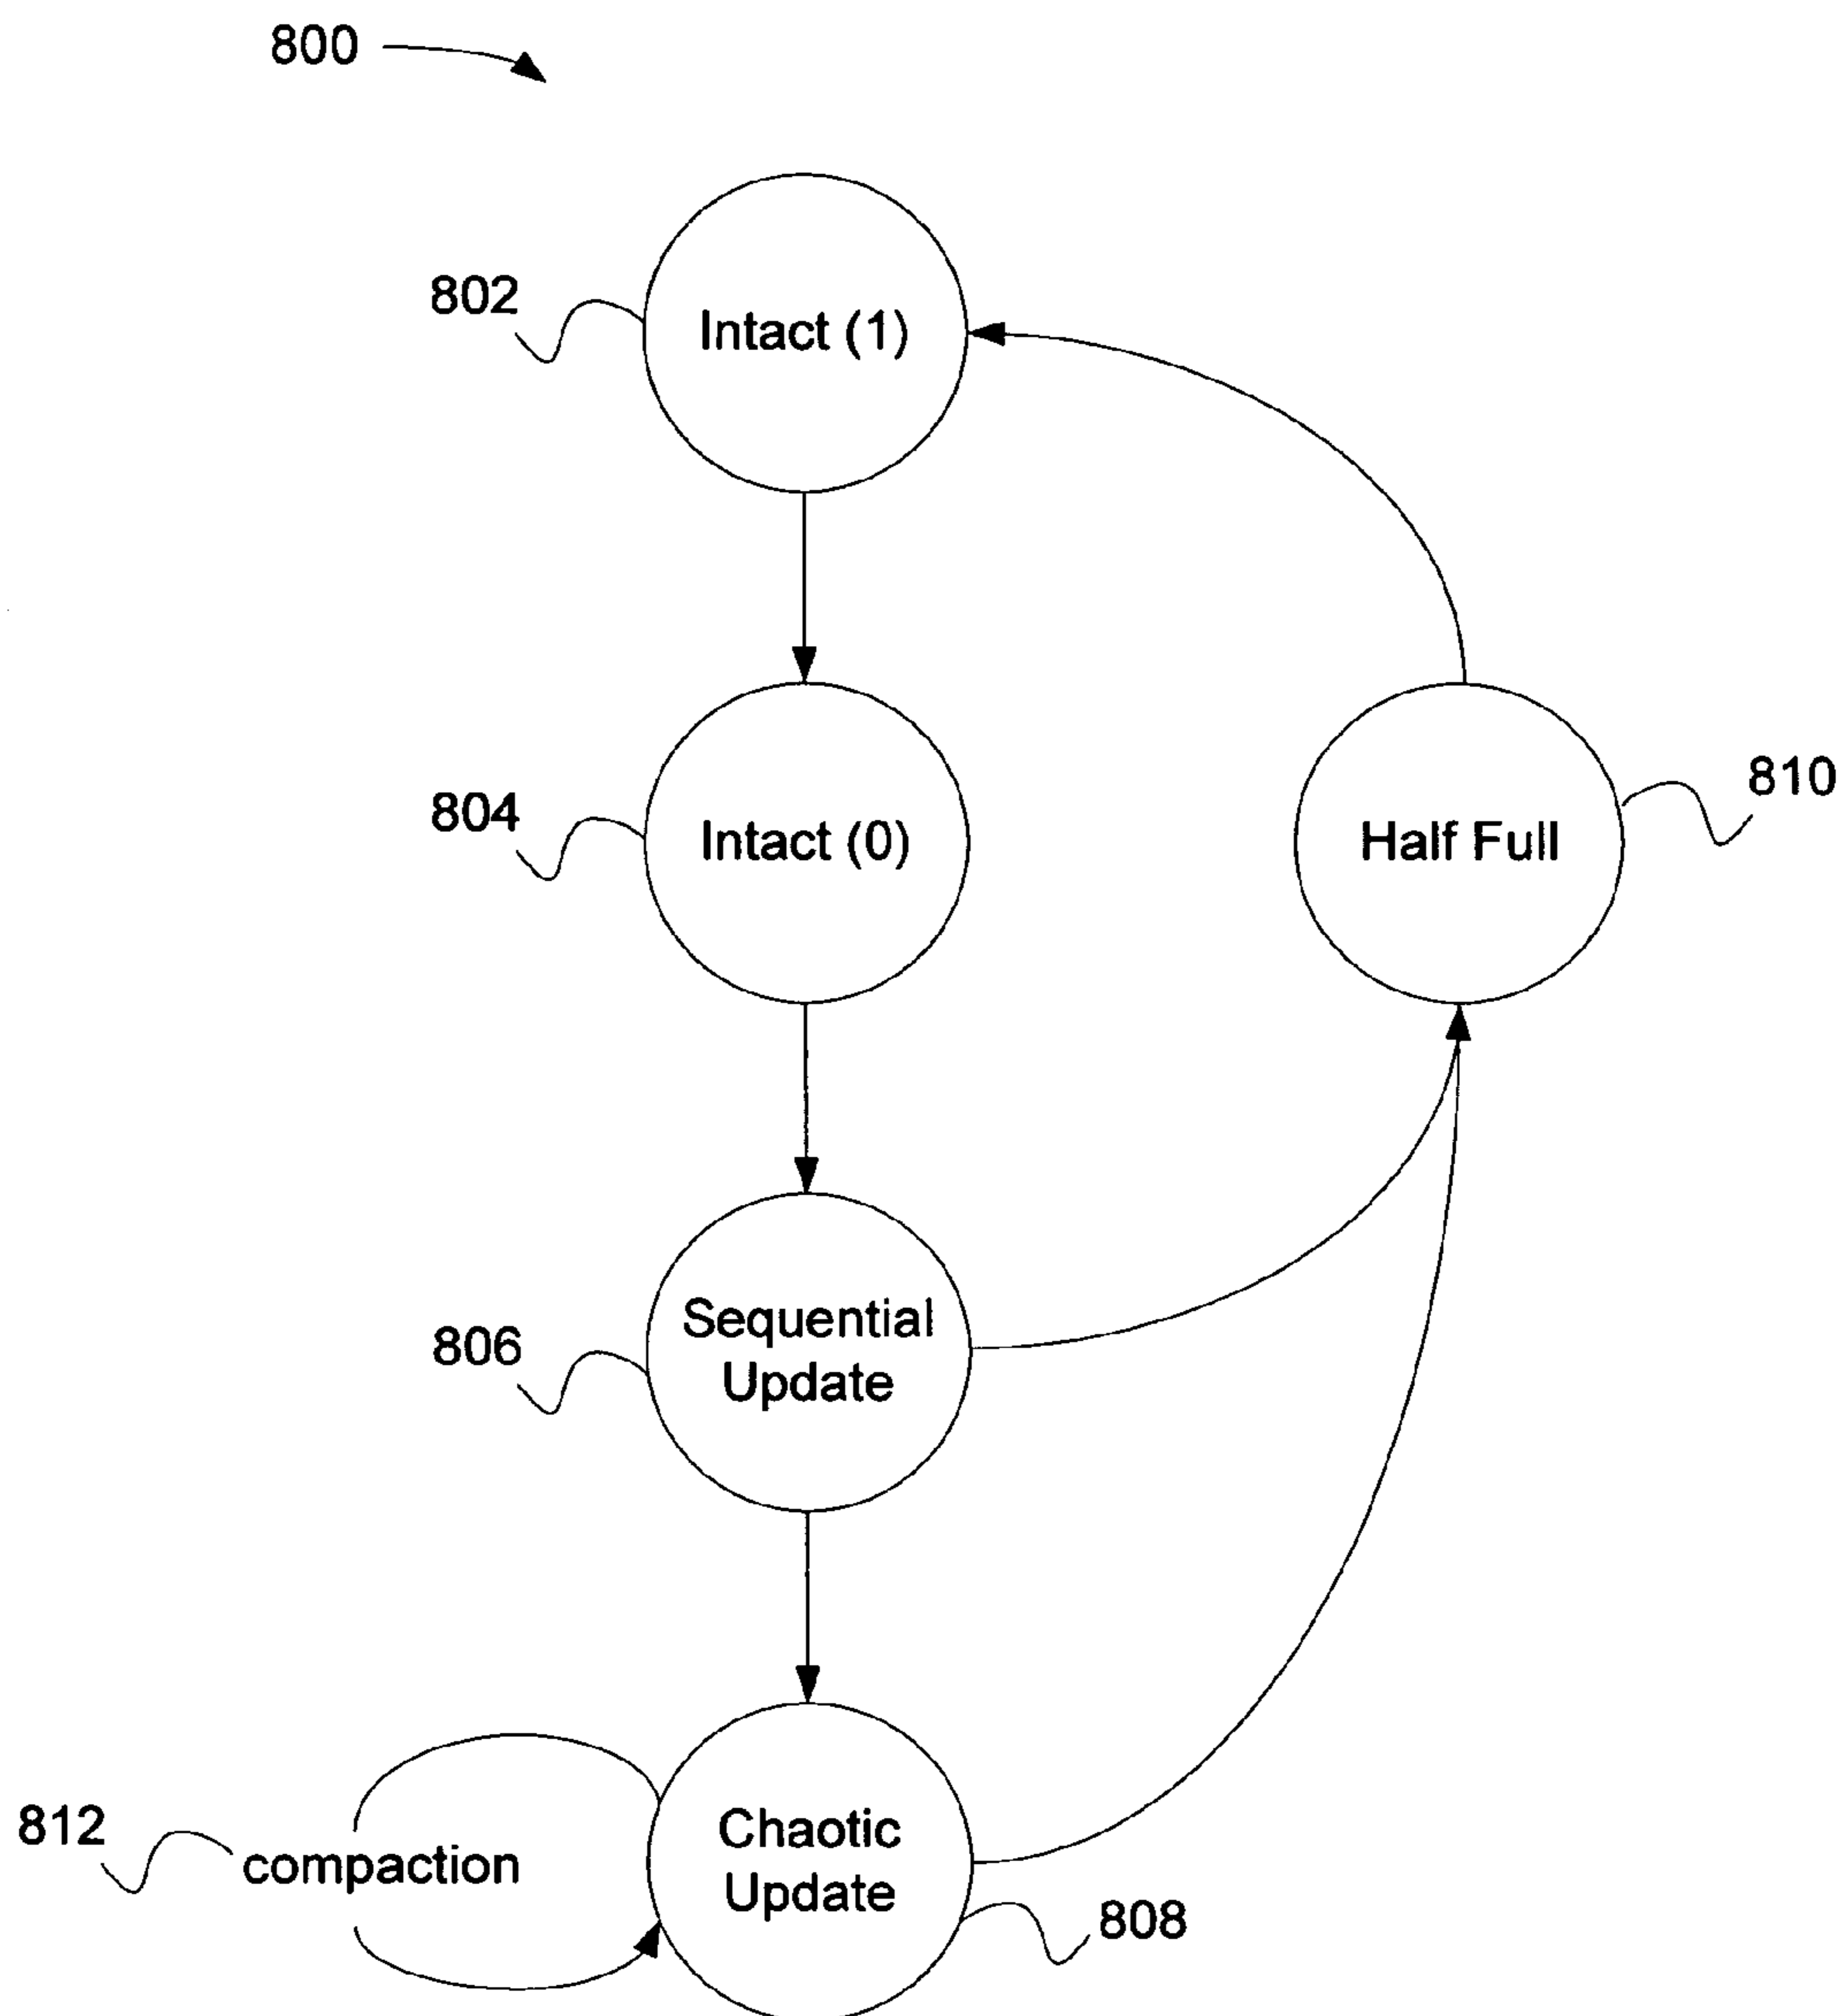 800
802
Intact (1)
804
Intact (0)
810
Half Full
806
Sequential
Update
812
compaction
Chaotic
Update
808